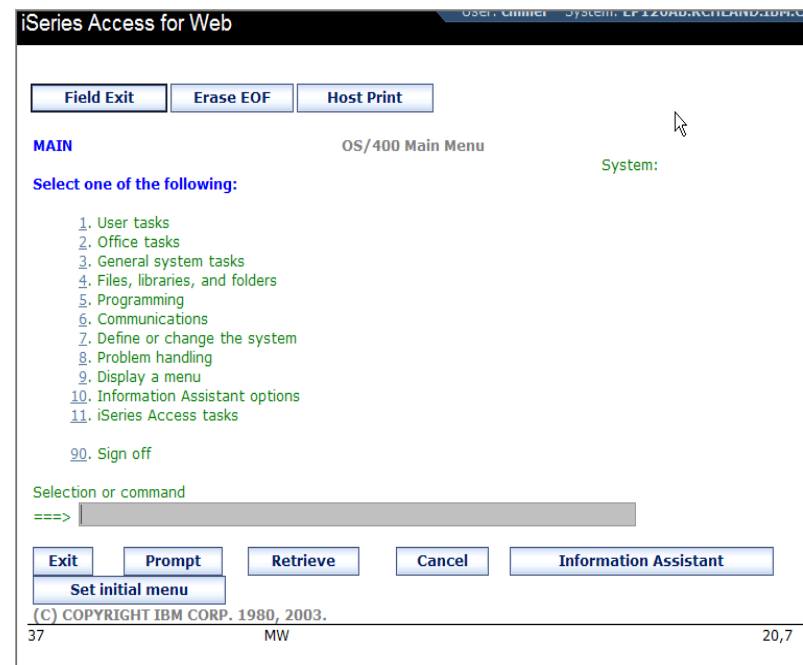 iSeries Access for Web
User: System:
Field Exit Erase EOF Host Print
MAIN OS/400 Main Menu
System:
Select one of the following:
1. User tasks
2. Office tasks
3. General system tasks
4. Files, libraries, and folders
5. Programming
6. Communications
7. Define or change the system
8. Problem handling
9. Display a menu
10. Information Assistant options
11. iSeries Access tasks
90. Sign off
Selection or command
===>
Exit Prompt Retrieve Cancel Information Assistant
Set initial menu
(C) COPYRIGHT IBM CORP. 1980, 2003.
37 MW 20,7